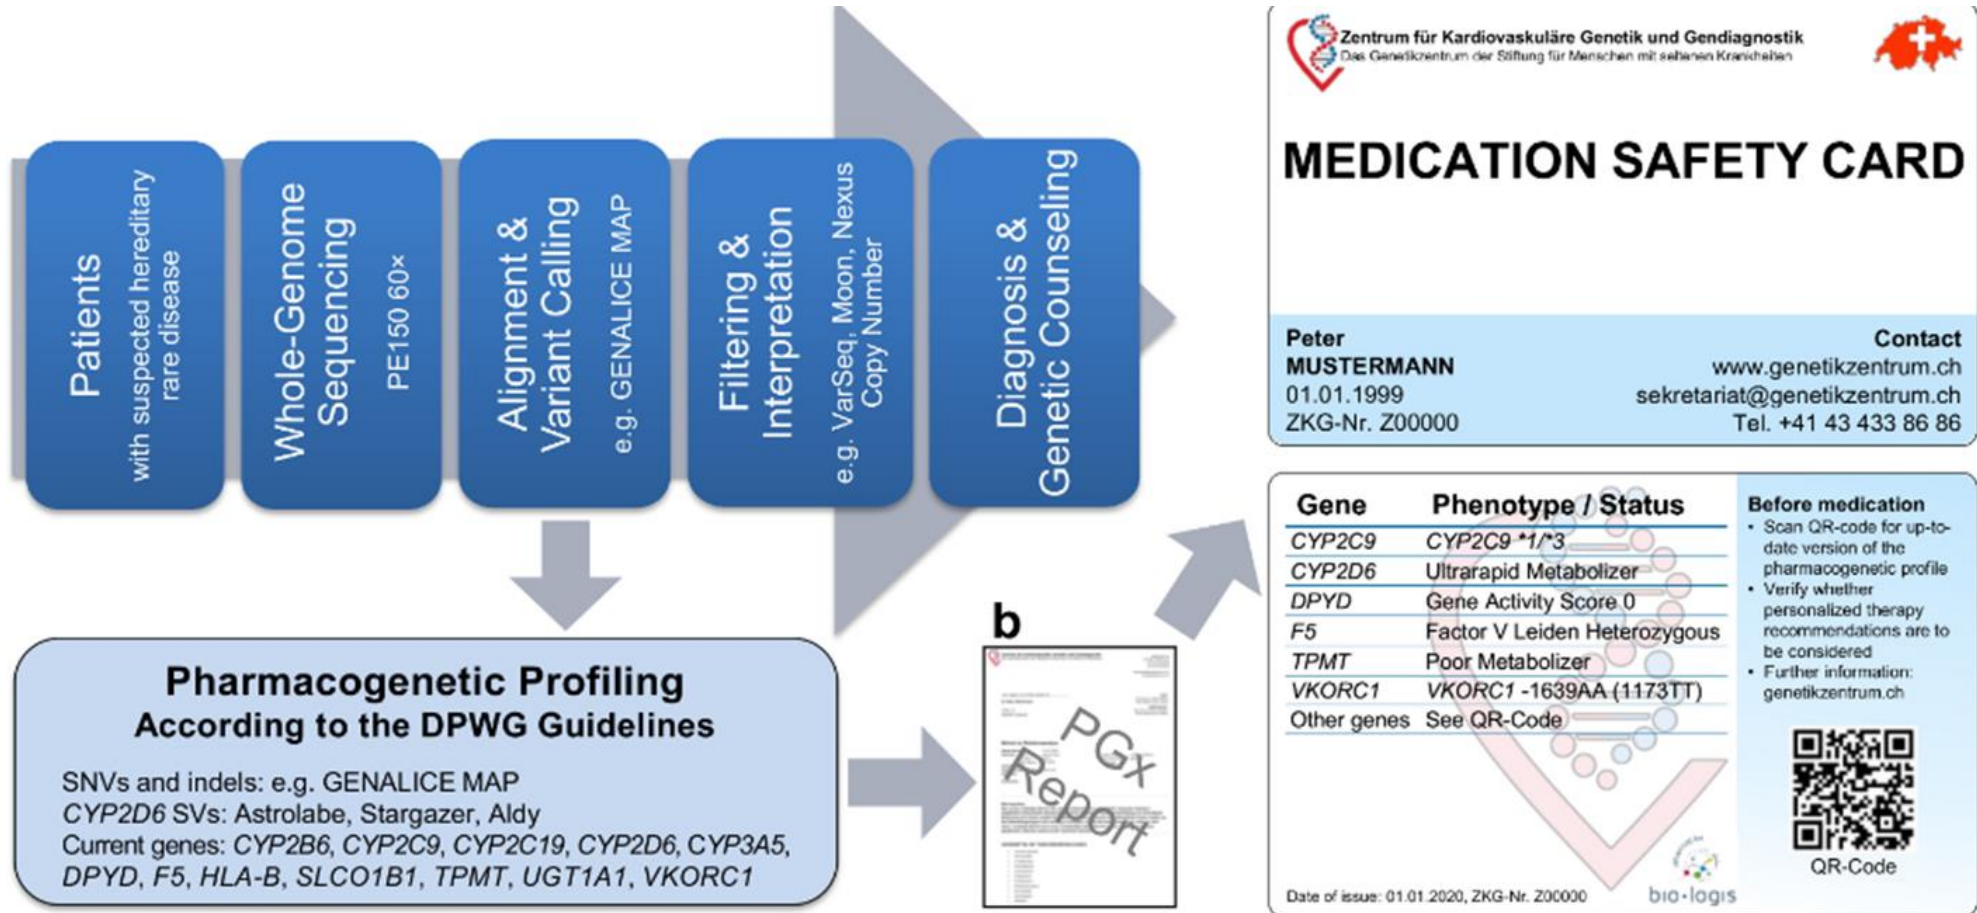 Patients
with suspected hereditary
rare disease
Whole-Genome
Sequencing
PE150 60×
Alignment &
Variant Calling
e.g. GENALICE MAP
Filtering &
Interpretation
e.g. VarSeq, Moon, Nexus
Copy Number
Diagnosis &
Genetic Counseling
Pharmacogenetic Profiling
According to the DPWG Guidelines
SNVs and indels: e.g. GENALICE MAP
CYP2D6 SVs: Astrolabe, Stargazer, Aldy
Current genes: CYP2B6, CYP2C9, CYP2C19, CYP2D6, CYP3A5,
DPYD, F5, HLA-B, SLCO1B1, TPMT, UGT1A1, VKORC1
b
PGx
Report
Zentrum für Kardiovaskuläre Genetik und Gendiagnostik
Das Genetikzentrum der Stiftung für Menschen mit seltenen Krankheiten
MEDICATION SAFETY CARD
Peter
MUSTERMANN
01.01.1999
ZKG-Nr. Z00000
Contact
www.genetikzentrum.ch
sekretariat@genetikzentrum.ch
Tel. +41 43 433 86 86
Gene Phenotype / Status
CYP2C9 CYP2C9 *1/*3
CYP2D6 Ultrarapid Metabolizer
DPYD Gene Activity Score 0
F5 Factor V Leiden Heterozygous
TPMT Poor Metabolizer
VKORC1 VKORC1 -1639AA (1173TT)
Other genes See QR-Code
Date of issue: 01.01.2020, ZKG-Nr. Z00000
bio•logis
Before medication
• Scan QR-code for up-to-
date version of the
pharmacogenetic profile
• Verify whether
personalized therapy
recommendations are to
be considered
• Further information:
genetikzentrum.ch
QR-Code